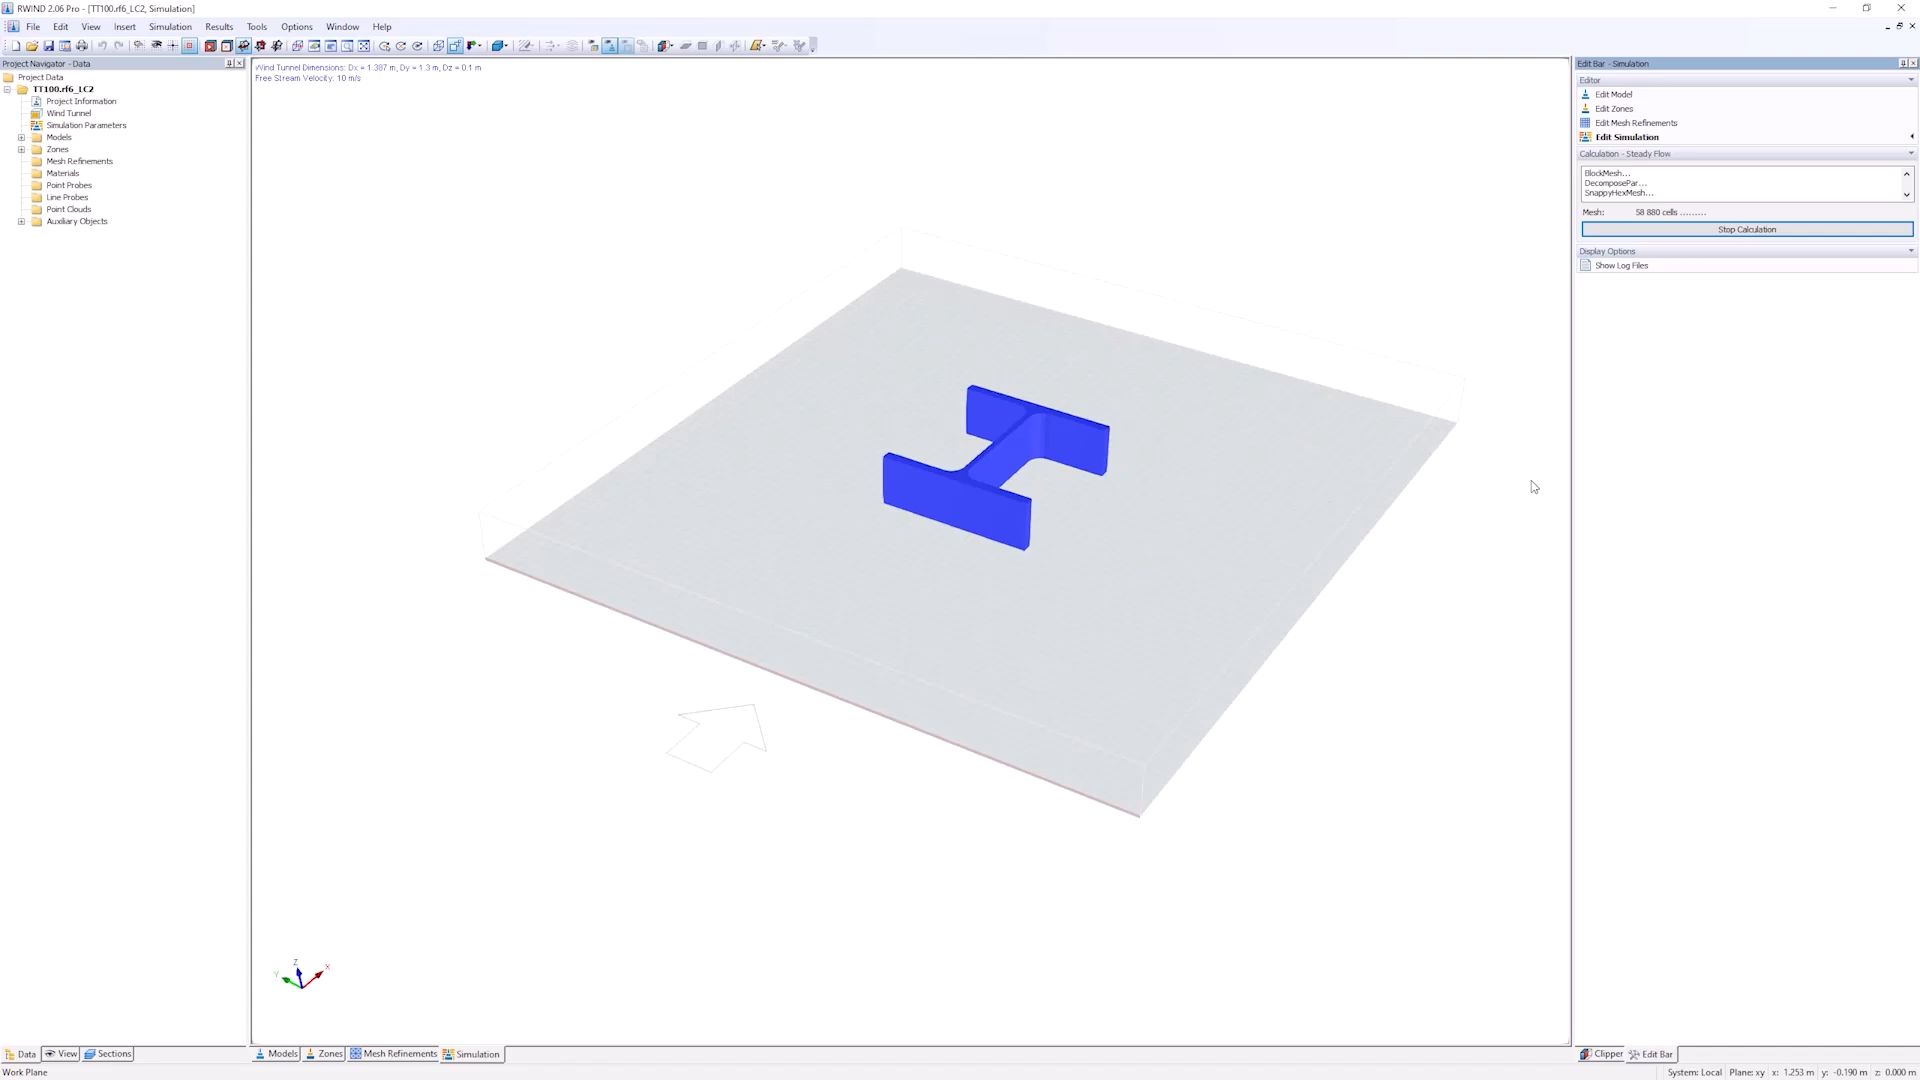 RWIND 2.06 Pro - [TT100.rf6_LC2, Simulation]
File Edit View Insert Simulation Results Tools Options Window Help
Project Navigator - Data
Project Data
TT100.rf6_LC2
Project Information
Wind Tunnel
Simulation Parameters
Models
Zones
Mesh Refinements
Materials
Point Probes
Line Probes
Point Clouds
Auxiliary Objects
Wind Tunnel Dimensions: Dx = 1.387 m, Dy = 1.3 m, Dz = 0.1 m
Free Stream Velocity: 10 m/s
Z
Y
X
Edit Bar - Simulation
Editor
Edit Model
Edit Zones
Edit Mesh Refinements
Edit Simulation
Calculation - Steady Flow
BlockMesh...
DecomposePar...
SnappyHexMesh...
Mesh: 58 880 cells .........
Stop Calculation
Display Options
Show Log Files
Data View Sections
Models Zones Mesh Refinements Simulation
Clipper Edit Bar
Work Plane
System: Local Plane: xy x: 1.253 m y: -0.190 m z: 0.000 m